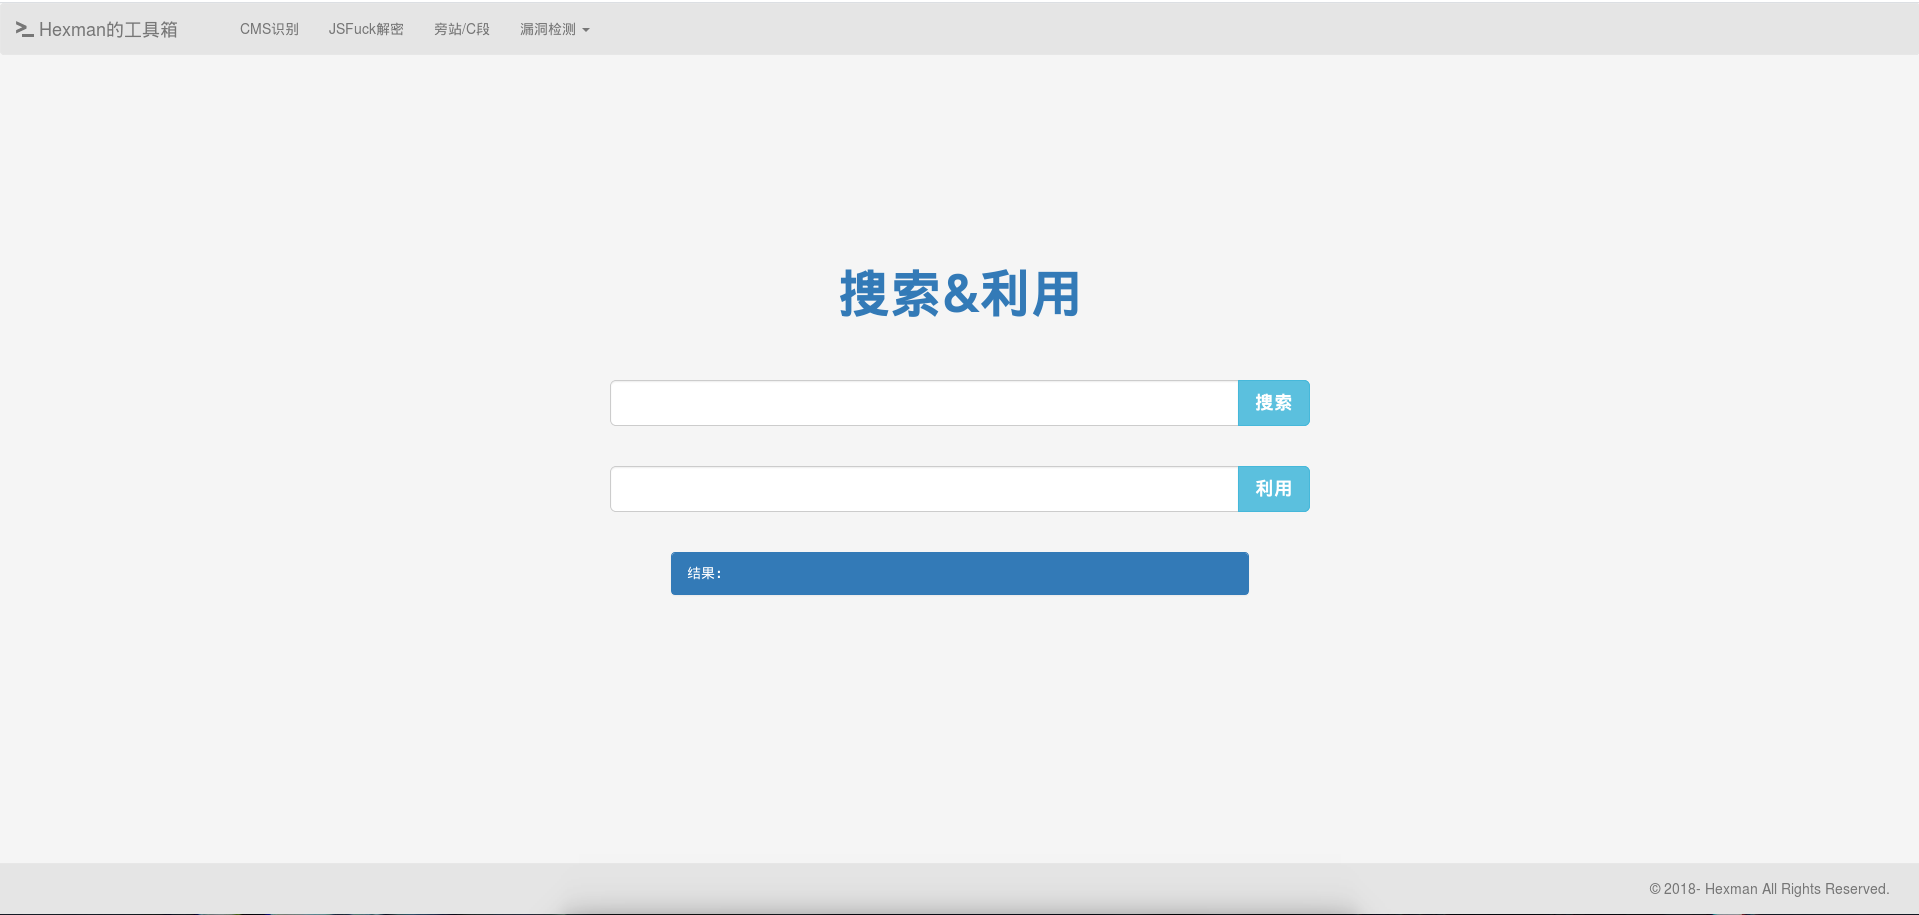 >_ Hexman的工具箱 CMS识别 JSFuck解密 旁站/C段 漏洞检测
搜索&利用
搜索
利用
结果:
© 2018- Hexman All Rights Reserved.